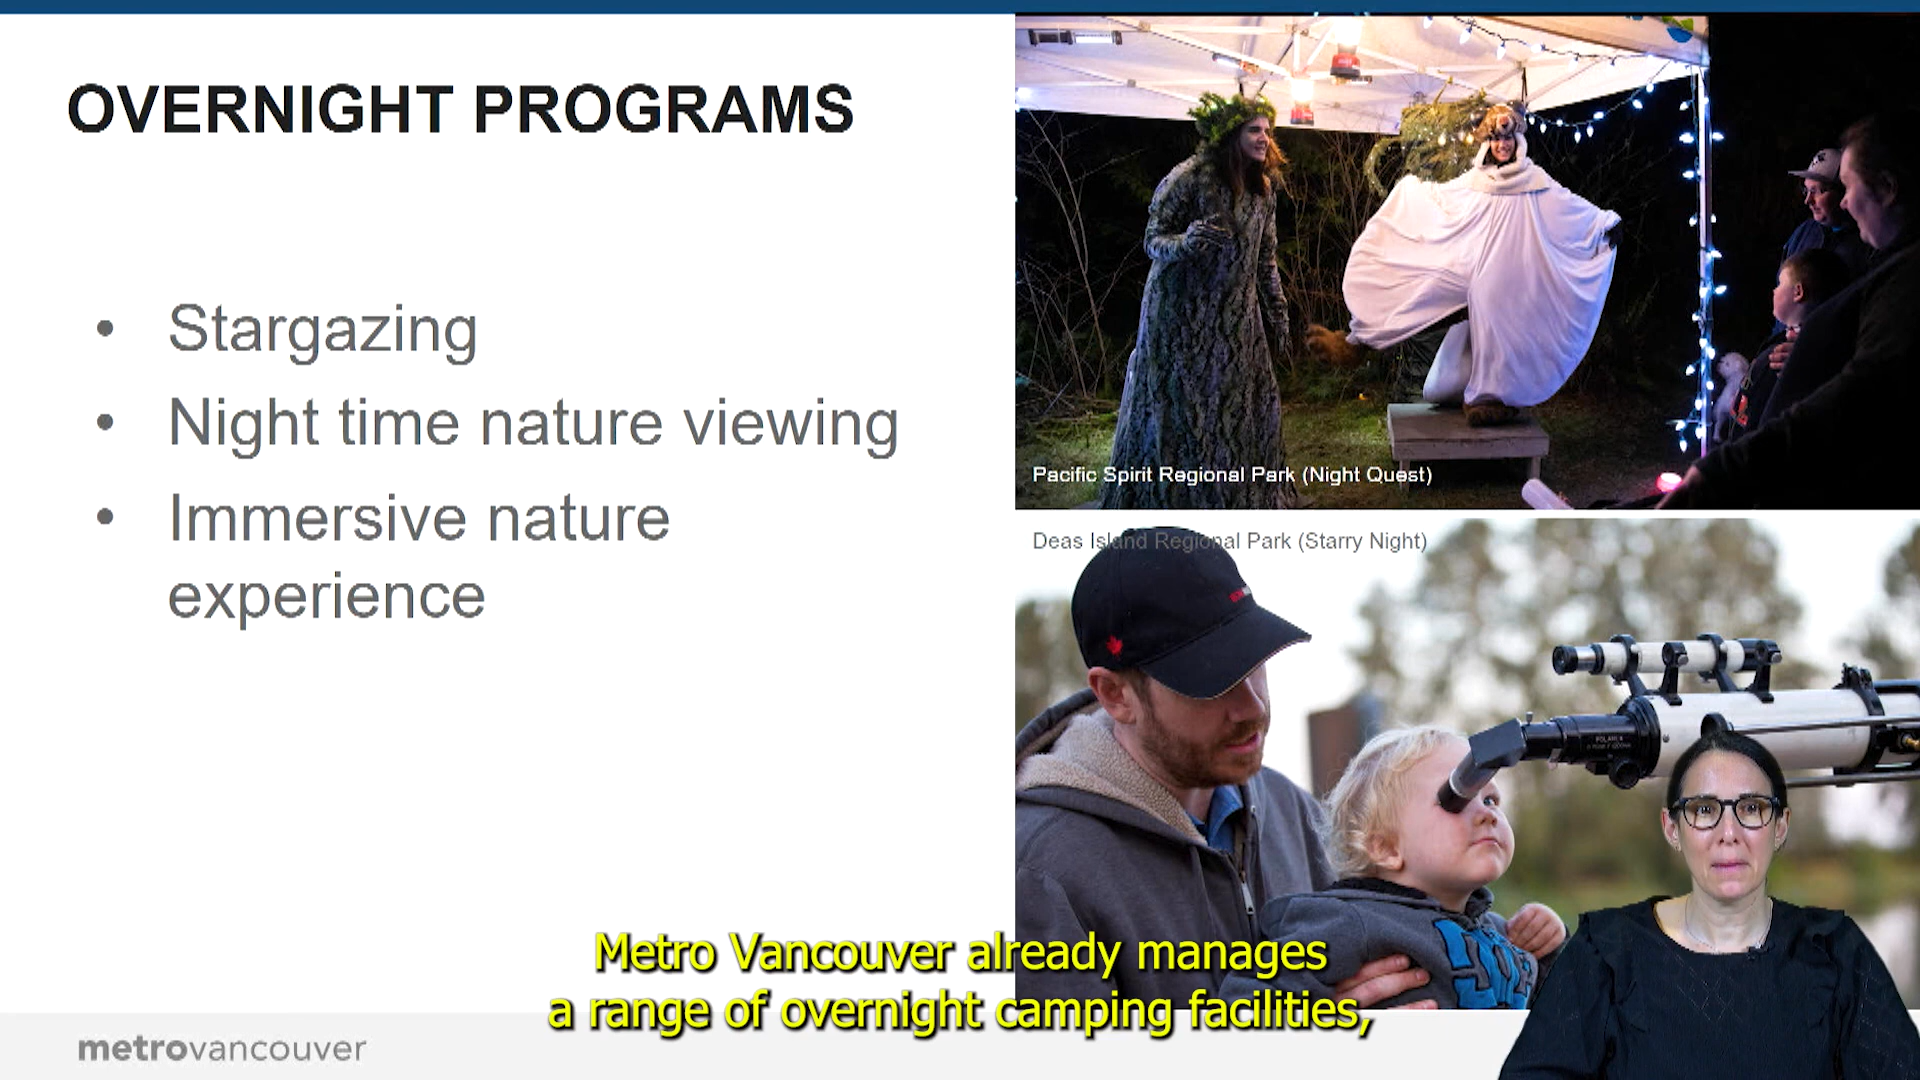 OVERNIGHT PROGRAMS
• Stargazing
• Night time nature viewing
• Immersive nature
experience
Pacific Spirit Regional Park (Night Quest)
Deas Island Regional Park (Starry Night)
Metro Vancouver already manages
a range of overnight camping facilities,
metrovancouver